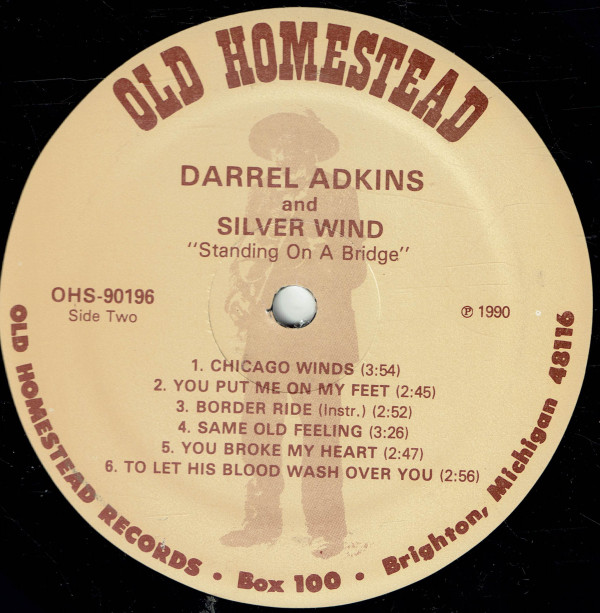 OLD HOMESTEAD
DARREL ADKINS
and
SILVER WIND
"Standing On A Bridge"
OHS-90196
Side Two
℗ 1990
1. CHICAGO WINDS (3:54)
2. YOU PUT ME ON MY FEET (2:45)
3. BORDER RIDE (Instr.) (2:52)
4. SAME OLD FEELING (3:26)
5. YOU BROKE MY HEART (2:47)
6. TO LET HIS BLOOD WASH OVER YOU (2:56)
OLD HOMESTEAD RECORDS • Box 100 • Brighton, Michigan 48116